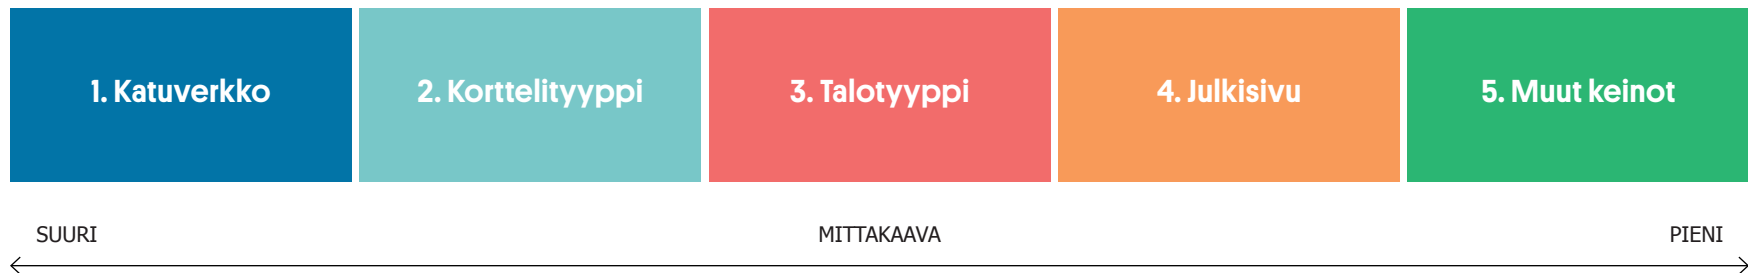 1. Katuverkko
2. Korttelityyppi
3. Talotyyppi
4. Julkisivu
5. Muut keinot
SUURI
MITTAKAAVA
PIENI